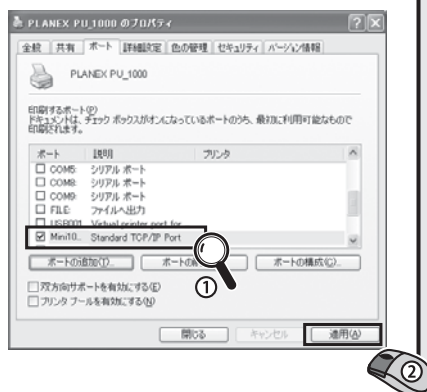 PLANEX PU_1000 のプロパティ
全般 共有 ポート 詳細設定 色の管理 セキュリティ バージョン情報
PLANEX PU_1000
印刷するポート(P)
ドキュメントは、チェック ボックスがオンになっているポートのうち、最初に利用可能なもので
印刷されます。
ポート 説明 プリンタ
COM5: シリアル ポート
COM8: シリアル ポート
COM9: シリアル ポート
FILE: ファイルへ出力
USB001 Virtual printer port for
Mini10... Standard TCP/IP Port
ポートの追加(T)... ポートの ポートの構成(C)...
①
双方向サポートを有効にする(E)
プリンタ プールを有効にする(N)
閉じる キャンセル 適用(A)
②